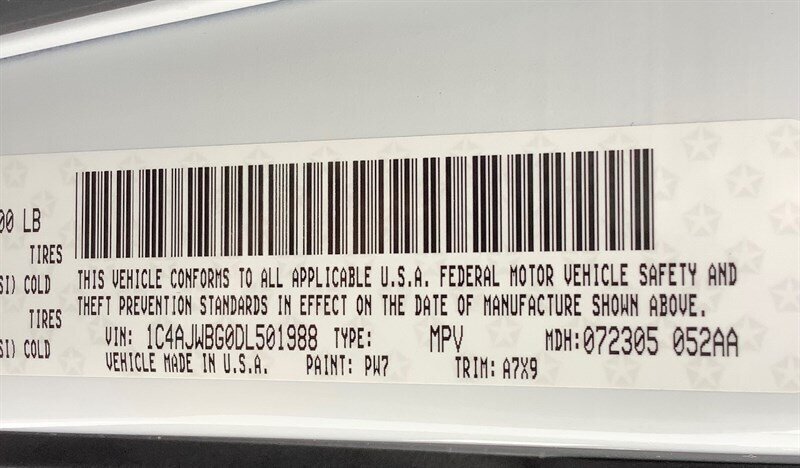 00 LB
TIRES
SI) COLD
TIRES
SI) COLD
THIS VEHICLE CONFORMS TO ALL APPLICABLE U.S.A. FEDERAL MOTOR VEHICLE SAFETY AND
THEFT PREVENTION STANDARDS IN EFFECT ON THE DATE OF MANUFACTURE SHOWN ABOVE.
VIN: 1C4AJWBG0DL501988 TYPE: MPV MDH: 072305 052AA
VEHICLE MADE IN U.S.A. PAINT: PW7 TRIM: A7X9